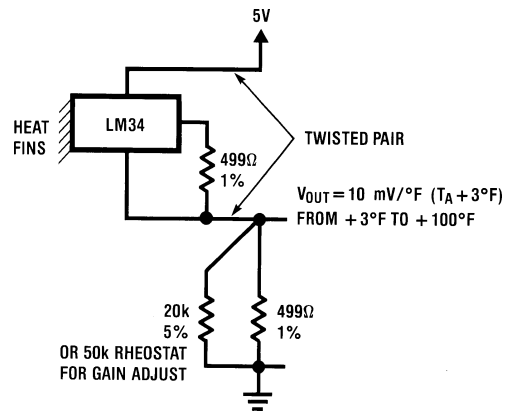 5V
HEAT
FINS
LM34
TWISTED PAIR
499Ω
1%
VOUT = 10 mV/°F (TA + 3°F)
FROM + 3°F TO + 100°F
20k
5%
499Ω
1%
OR 50k RHEOSTAT
FOR GAIN ADJUST